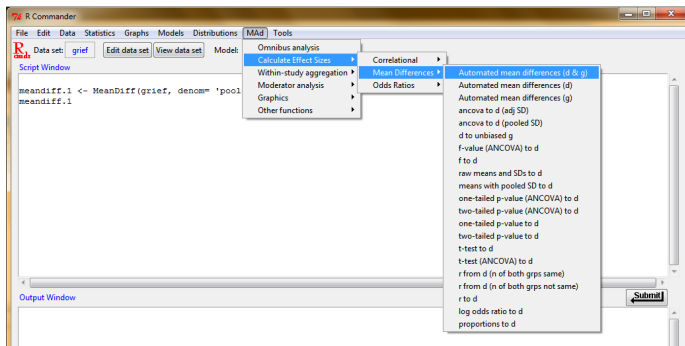 R Commander
File Edit Data Statistics Graphs Models Distributions MAd Tools
R cmdr Data set: grief Edit data set View data set Model:
Script Window
meandiff.1 <- MeanDiff(grief, denom= 'pool
meandiff.1
Omnibus analysis
Calculate Effect Sizes
Within-study aggregation
Moderator analysis
Graphics
Other functions
Correlational
Mean Differences
Odds Ratios
Automated mean differences (d & g)
Automated mean differences (d)
Automated mean differences (g)
ancova to d (adj SD)
ancova to d (pooled SD)
d to unbiased g
f-value (ANCOVA) to d
f to d
raw means and SDs to d
means with pooled SD to d
one-tailed p-value (ANCOVA) to d
two-tailed p-value (ANCOVA) to d
one-tailed p-value to d
two-tailed p-value to d
t-test to d
t-test (ANCOVA) to d
r from d (n of both grps same)
r from d (n of both grps not same)
r to d
log odds ratio to d
proportions to d
Output Window
Submit